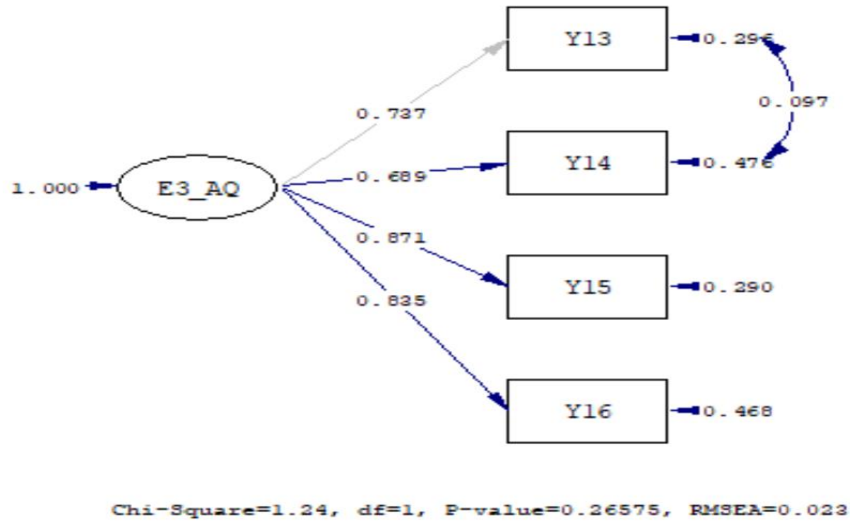 Y13
0.296
0.737
0.097
Y14
0.476
1.000
E3_AQ
0.689
0.871
Y15
0.290
0.835
Y16
0.468
Chi-Square=1.24, df=1, P-value=0.26575, RMSEA=0.023